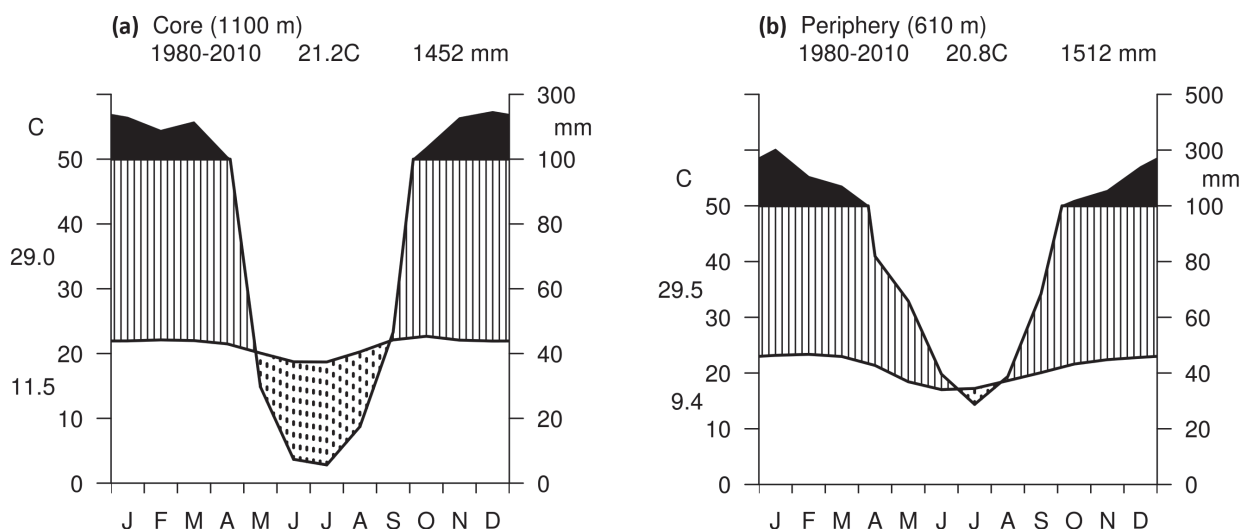 (a) Core (1100 m)
1980-2010 21.2C 1452 mm
C
300
mm
50 100
40 80
29.0
30 60
20 40
11.5
10 20
0 0
J F M A M J J A S O N D
(b) Periphery (610 m)
1980-2010 20.8C 1512 mm
500
C
300
mm
50 100
40 80
29.5
30 60
20 40
9.4
10 20
0 0
J F M A M J J A S O N D